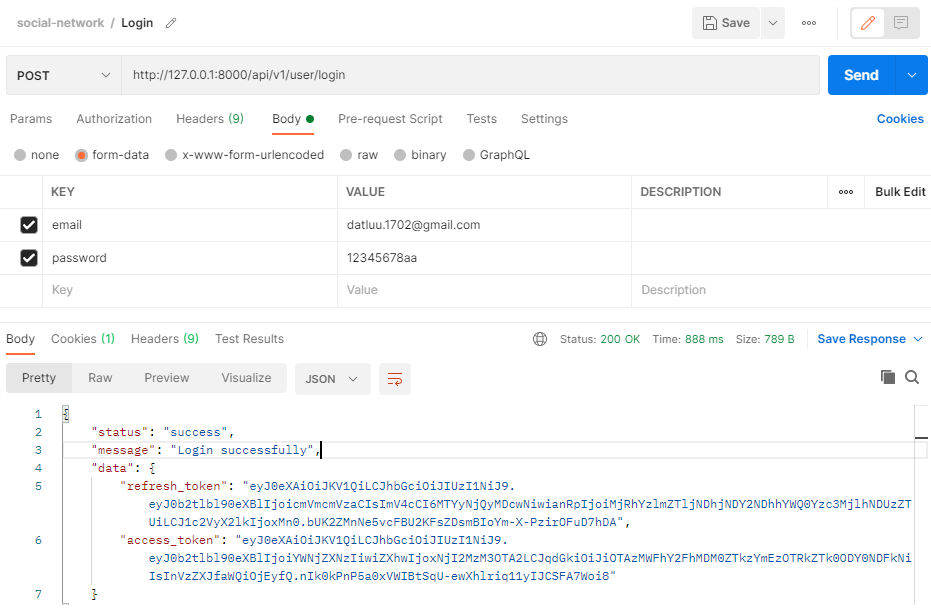 social-network / Login
Save
POST
http://127.0.0.1:8000/api/v1/user/login
Send
Params Authorization Headers (9) Body Pre-request Script Tests Settings Cookies
none form-data x-www-form-urlencoded raw binary GraphQL
KEY VALUE DESCRIPTION Bulk Edit
email datluu.1702@gmail.com
password 12345678aa
Key Value Description
Body Cookies (1) Headers (9) Test Results Status: 200 OK Time: 888 ms Size: 789 B Save Response
Pretty Raw Preview Visualize JSON
1 {
2 "status": "success",
3 "message": "Login successfully",
4 "data": {
5 "refresh_token": "eyJ0eXAiOiJKV1QiLCJhbGciOiJIUzI1NiJ9.
eyJ0b2tlbl90eXBlIjoicmVmcmVzaCIsImV4cCI6MTYyNjQyMDcwNiwianRpIjoiMjRhYzlmZTljNDhjNDY2NDhhYWQ0Yzc3MjlhNDUzZT
UiLCJ1c2VyX2lkIjoxMn0.bUK2ZMnNe5vcFBU2KFsZDsmBIoYm-X-PzirOFuD7hDA",
6 "access_token": "eyJ0eXAiOiJKV1QiLCJhbGciOiJIUzI1NiJ9.
eyJ0b2tlbl90eXBlIjoiYWNjZXNzIiwiZXhwIjoxNjI2MzM3OTA2LCJqdGkiOiJiOTAzMWFhY2FhMDM0ZTkzYmEzOTRkZTk0ODY0NDFkNi
IsInVzZXJfaWQiOjEyfQ.nIk0kPnP5a0xVWIBtSqU-ewXhlriq11yIJCSFA7Woi8"
7 }